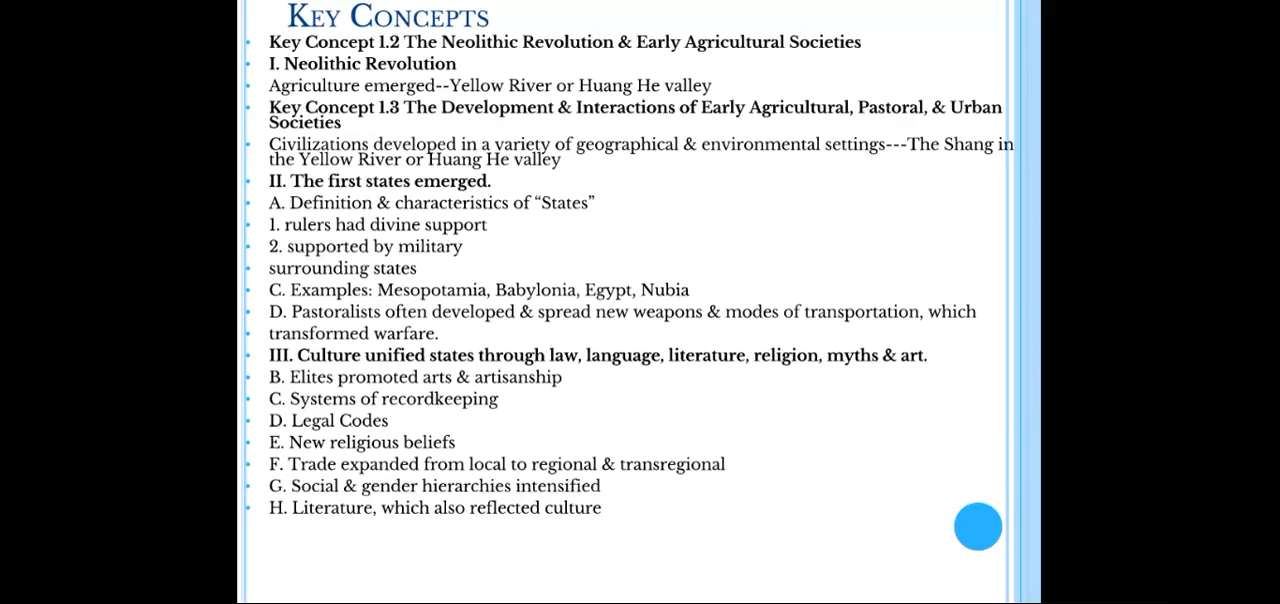 KEY CONCEPTS
Key Concept 1.2 The Neolithic Revolution & Early Agricultural Societies
I. Neolithic Revolution
Agriculture emerged--Yellow River or Huang He valley
Key Concept 1.3 The Development & Interactions of Early Agricultural, Pastoral, & Urban
Societies
Civilizations developed in a variety of geographical & environmental settings---The Shang in
the Yellow River or Huang He valley
II. The first states emerged.
A. Definition & characteristics of “States”
1. rulers had divine support
2. supported by military
surrounding states
C. Examples: Mesopotamia, Babylonia, Egypt, Nubia
D. Pastoralists often developed & spread new weapons & modes of transportation, which
transformed warfare.
III. Culture unified states through law, language, literature, religion, myths & art.
B. Elites promoted arts & artisanship
C. Systems of recordkeeping
D. Legal Codes
E. New religious beliefs
F. Trade expanded from local to regional & transregional
G. Social & gender hierarchies intensified
H. Literature, which also reflected culture